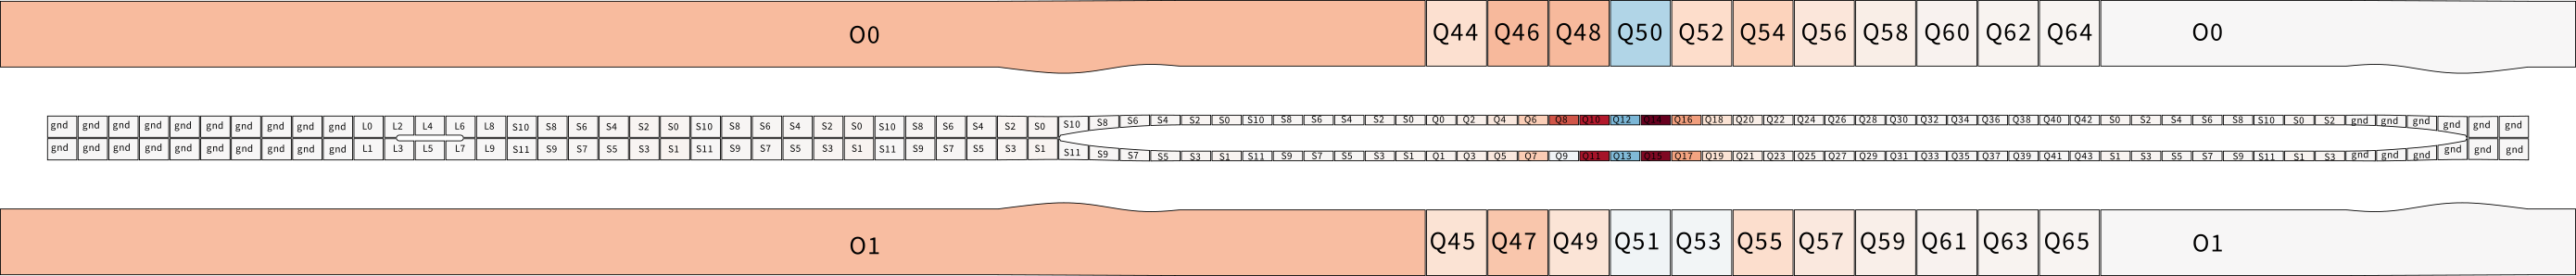 O0 Q44 Q46 Q48 Q50 Q52 Q54 Q56 Q58 Q60 Q62 Q64 O0
gnd gnd gnd gnd gnd gnd gnd gnd gnd gnd L0 L2 L4 L6 L8 S10 S8 S6 S4 S2 S0 S10 S8 S6 S4 S2 S0 S10 S8 S6 S4 S2 S0 S10 S8 S6 S4 S2 S0 S10 S8 S6 S4 S2 S0 Q0 Q2 Q4 Q6 Q8 Q10 Q12 Q14 Q16 Q18 Q20 Q22 Q24 Q26 Q28 Q30 Q32 Q34 Q36 Q38 Q40 Q42 S0 S2 S4 S6 S8 S10 S0 S2 gnd gnd gnd gnd gnd gnd
gnd gnd gnd gnd gnd gnd gnd gnd gnd gnd L1 L3 L5 L7 L9 S11 S9 S7 S5 S3 S1 S11 S9 S7 S5 S3 S1 S11 S9 S7 S5 S3 S1 S11 S9 S7 S5 S3 S1 S11 S9 S7 S5 S3 S1 Q1 Q3 Q5 Q7 Q9 Q11 Q13 Q15 Q17 Q19 Q21 Q23 Q25 Q27 Q29 Q31 Q33 Q35 Q37 Q39 Q41 Q43 S1 S3 S5 S7 S9 S11 S1 S3 gnd gnd gnd gnd gnd gnd
O1 Q45 Q47 Q49 Q51 Q53 Q55 Q57 Q59 Q61 Q63 Q65 O1